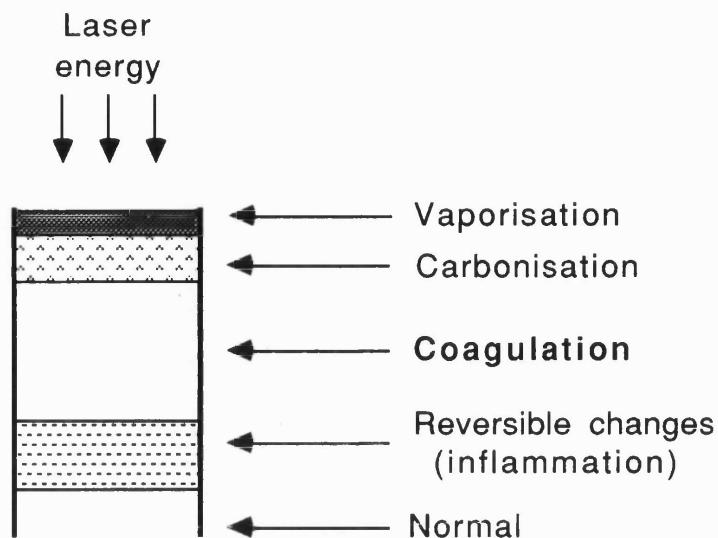 Laser
energy
Vaporisation
Carbonisation
Coagulation
Reversible changes
(inflammation)
Normal